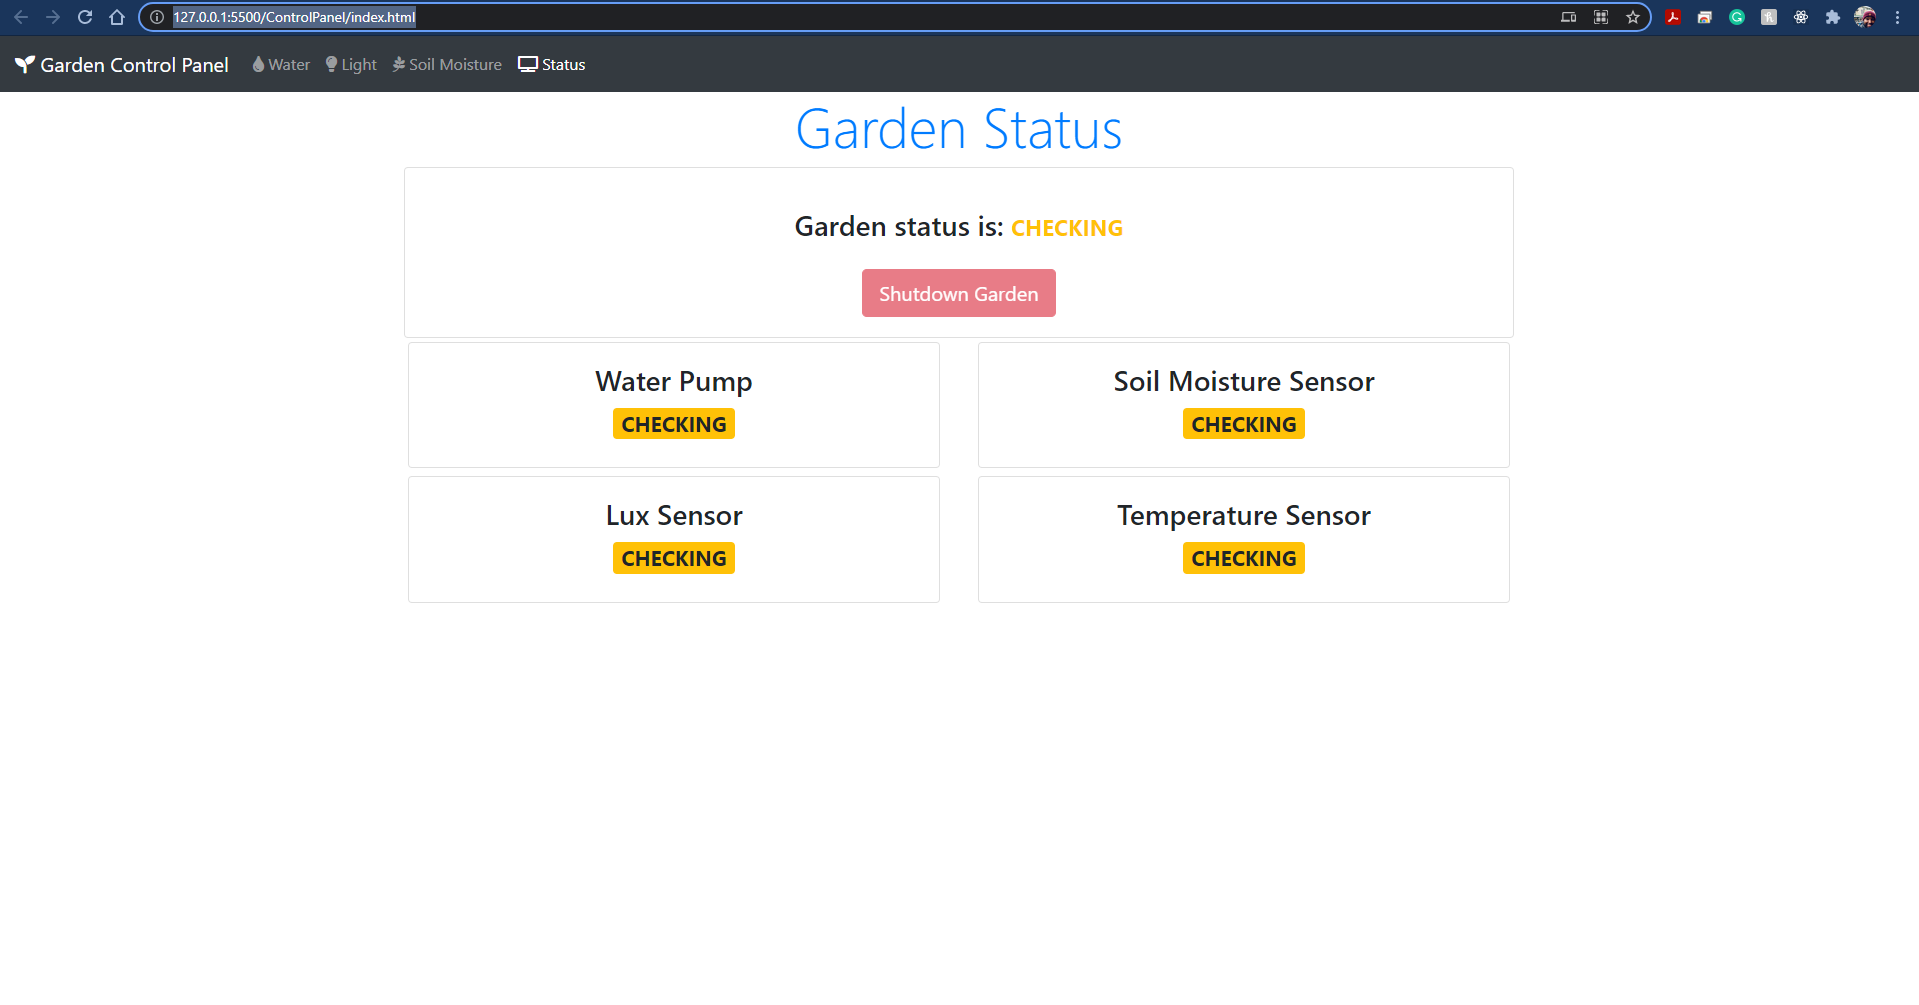 127.0.0.1:5500/ControlPanel/index.html
Garden Control Panel Water Light Soil Moisture Status
Garden Status
Garden status is: CHECKING
Shutdown Garden
Water Pump
CHECKING
Soil Moisture Sensor
CHECKING
Lux Sensor
CHECKING
Temperature Sensor
CHECKING